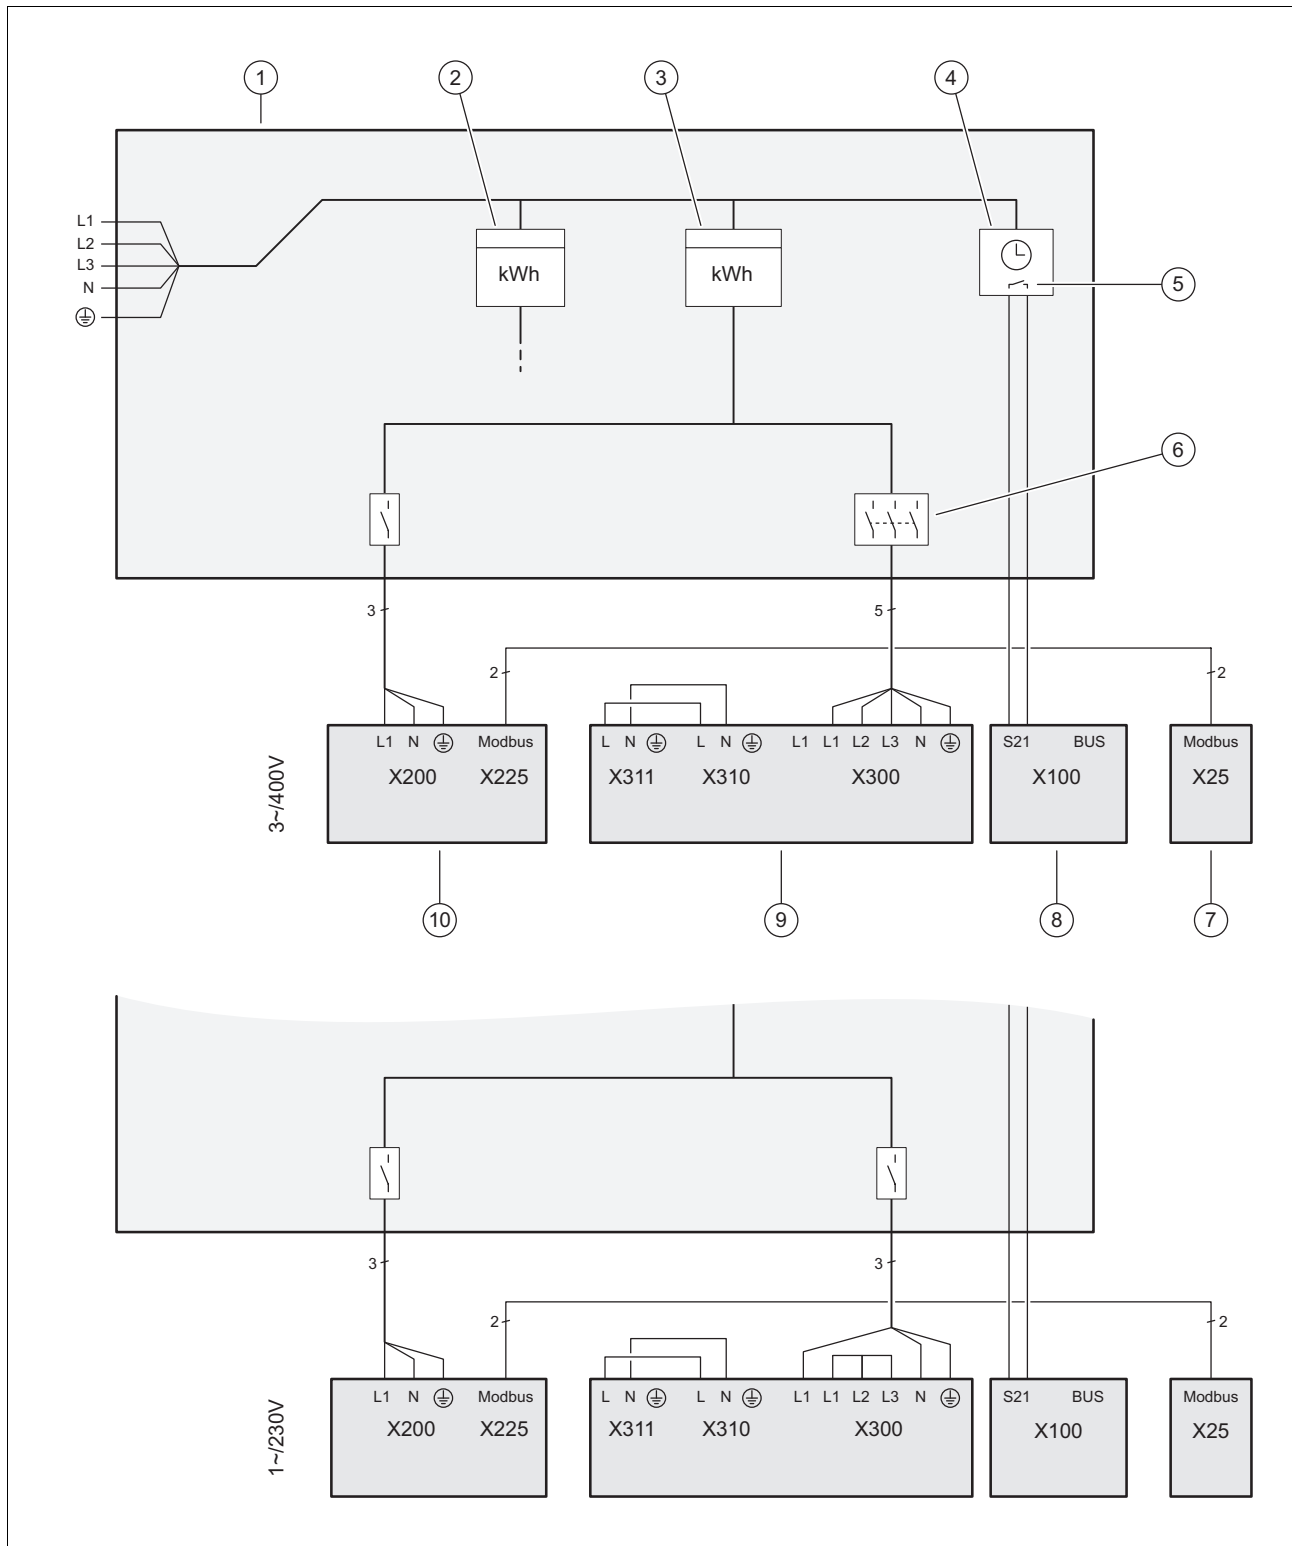 1 2 3 4
L1
L2
L3
N
kWh kWh
5
6
3 5
2 2
3~/400V
L1 N Modbus L N L N L1 L1 L2 L3 N S21 BUS Modbus
X200 X225 X311 X310 X300 X100 X25
10 9 8 7
3 3
2 2
1~/230V
L1 N Modbus L N L N L1 L1 L2 L3 N S21 BUS Modbus
X200 X225 X311 X310 X300 X100 X25